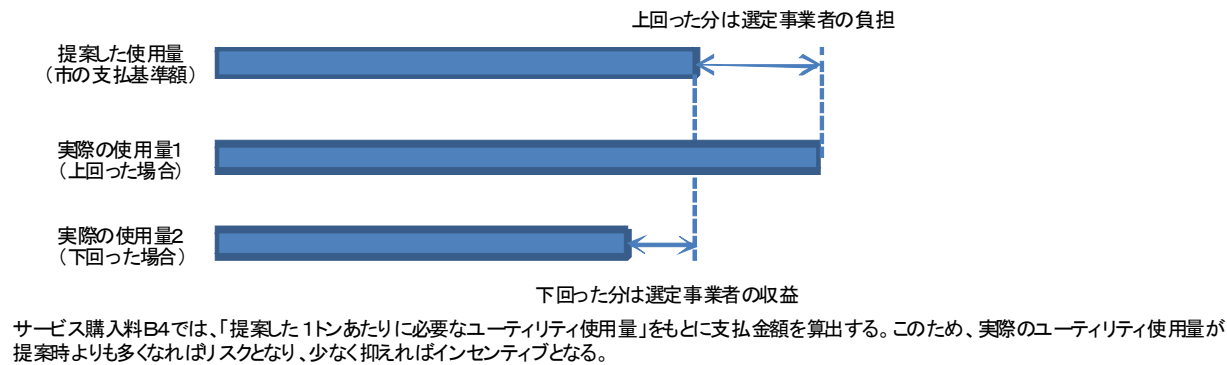 上回った分は選定事業者の負担
提案した使用量
（市の支払基準額）
実際の使用量1
（上回った場合）
実際の使用量2
（下回った場合）
下回った分は選定事業者の収益
サービス購入料B4では、「提案した1トンあたりに必要なユーティリティ使用量」をもとに支払金額を算出する。このため、実際のユーティリティ使用量が
提案時よりも多くなればリスクとなり、少なく抑えればインセンティブとなる。